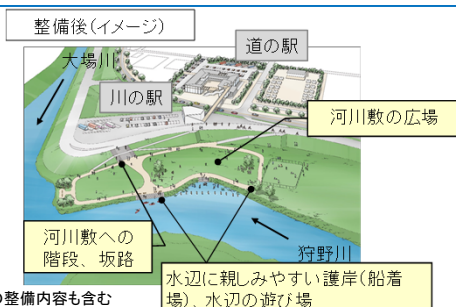 整備後(イメージ)
大場川
道の駅
川の駅
河川敷の広場
河川敷への
階段、坂路
狩野川
水辺に親しみやすい護岸(船着
場)、水辺の遊び場
の整備内容も含む